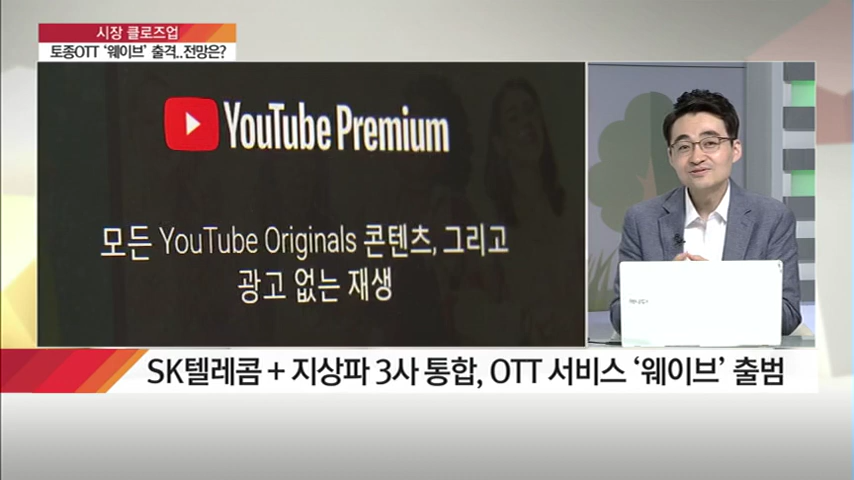 시장 클로즈업
토종OTT ‘웨이브’ 출격..전망은?
YouTube Premium
모든 YouTube Originals 콘텐츠, 그리고
광고 없는 재생
SK텔레콤 + 지상파 3사 통합, OTT 서비스 ‘웨이브’ 출범